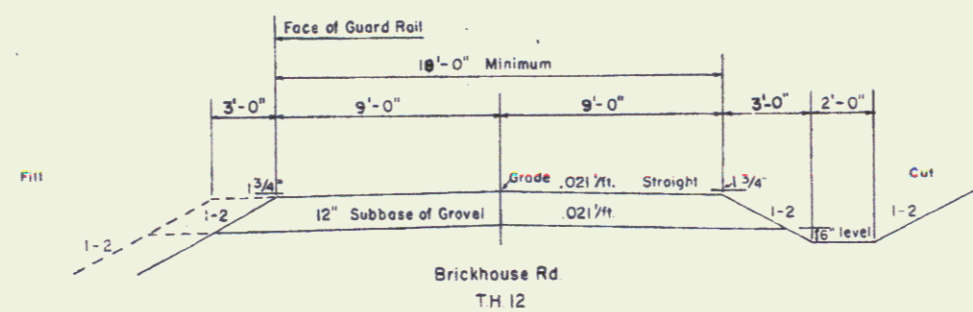 Face of Guard Rail
18'-0" Minimum
3'-0" 9'-0" 9'-0" 3'-0" 2'-0"
Fill 1 3/4" Grade .021'/ft. Straight 1 3/4" Cut
1-2 1-2 12" Subbase of Gravel .021'/ft. 1-2 6" level 1-2
Brickhouse Rd.
T.H. 12